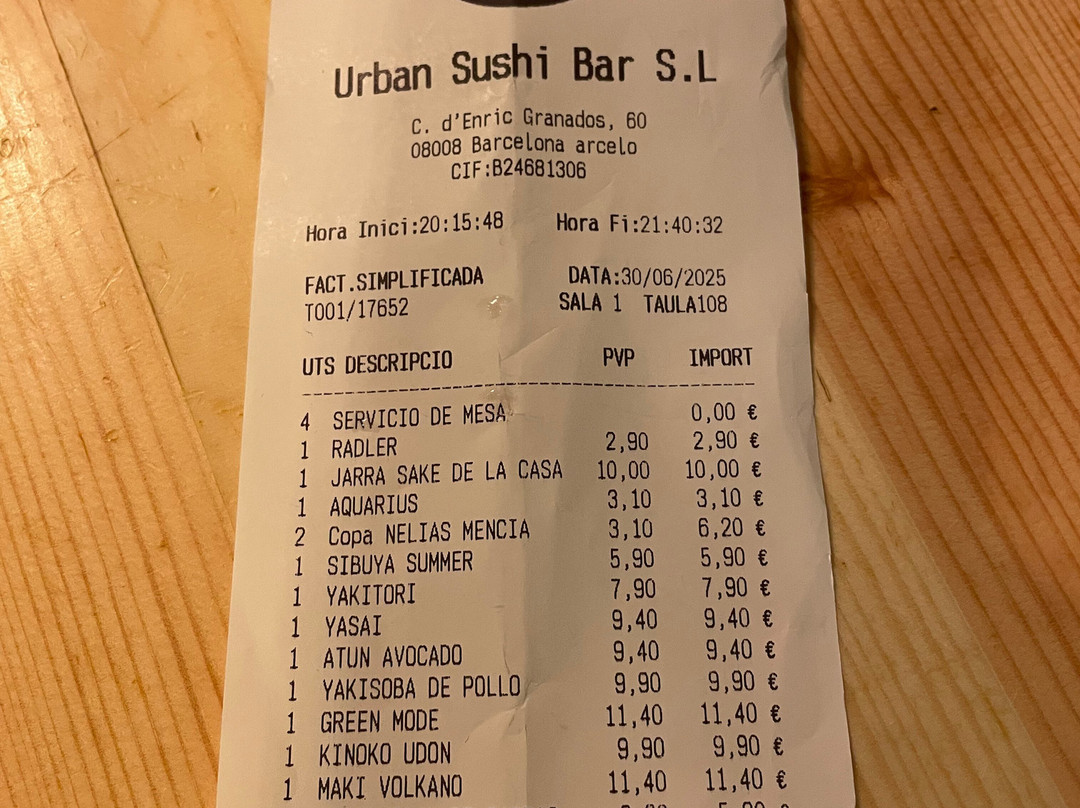 Urban Sushi Bar S.L
C. d'Enric Granados, 60
08008 Barcelona arcelo
CIF:B24681306
Hora Inici:20:15:48 Hora Fi:21:40:32
FACT.SIMPLIFICADA DATA:30/06/2025
T001/17652 SALA 1 TAULA108
UTS DESCRIPCIO PVP IMPORT
4 SERVICIO DE MESA 0,00 €
1 RADLER 2,90 2,90 €
1 JARRA SAKE DE LA CASA 10,00 10,00 €
1 AQUARIUS 3,10 3,10 €
2 Copa NELIAS MENCIA 3,10 6,20 €
1 SIBUYA SUMMER 5,90 5,90 €
1 YAKITORI 7,90 7,90 €
1 YASAI 9,40 9,40 €
1 ATUN AVOCADO 9,40 9,40 €
1 YAKISOBA DE POLLO 9,90 9,90 €
1 GREEN MODE 11,40 11,40 €
1 KINOKO UDON 9,90 9,90 €
1 MAKI VOLKANO 11,40 11,40 €